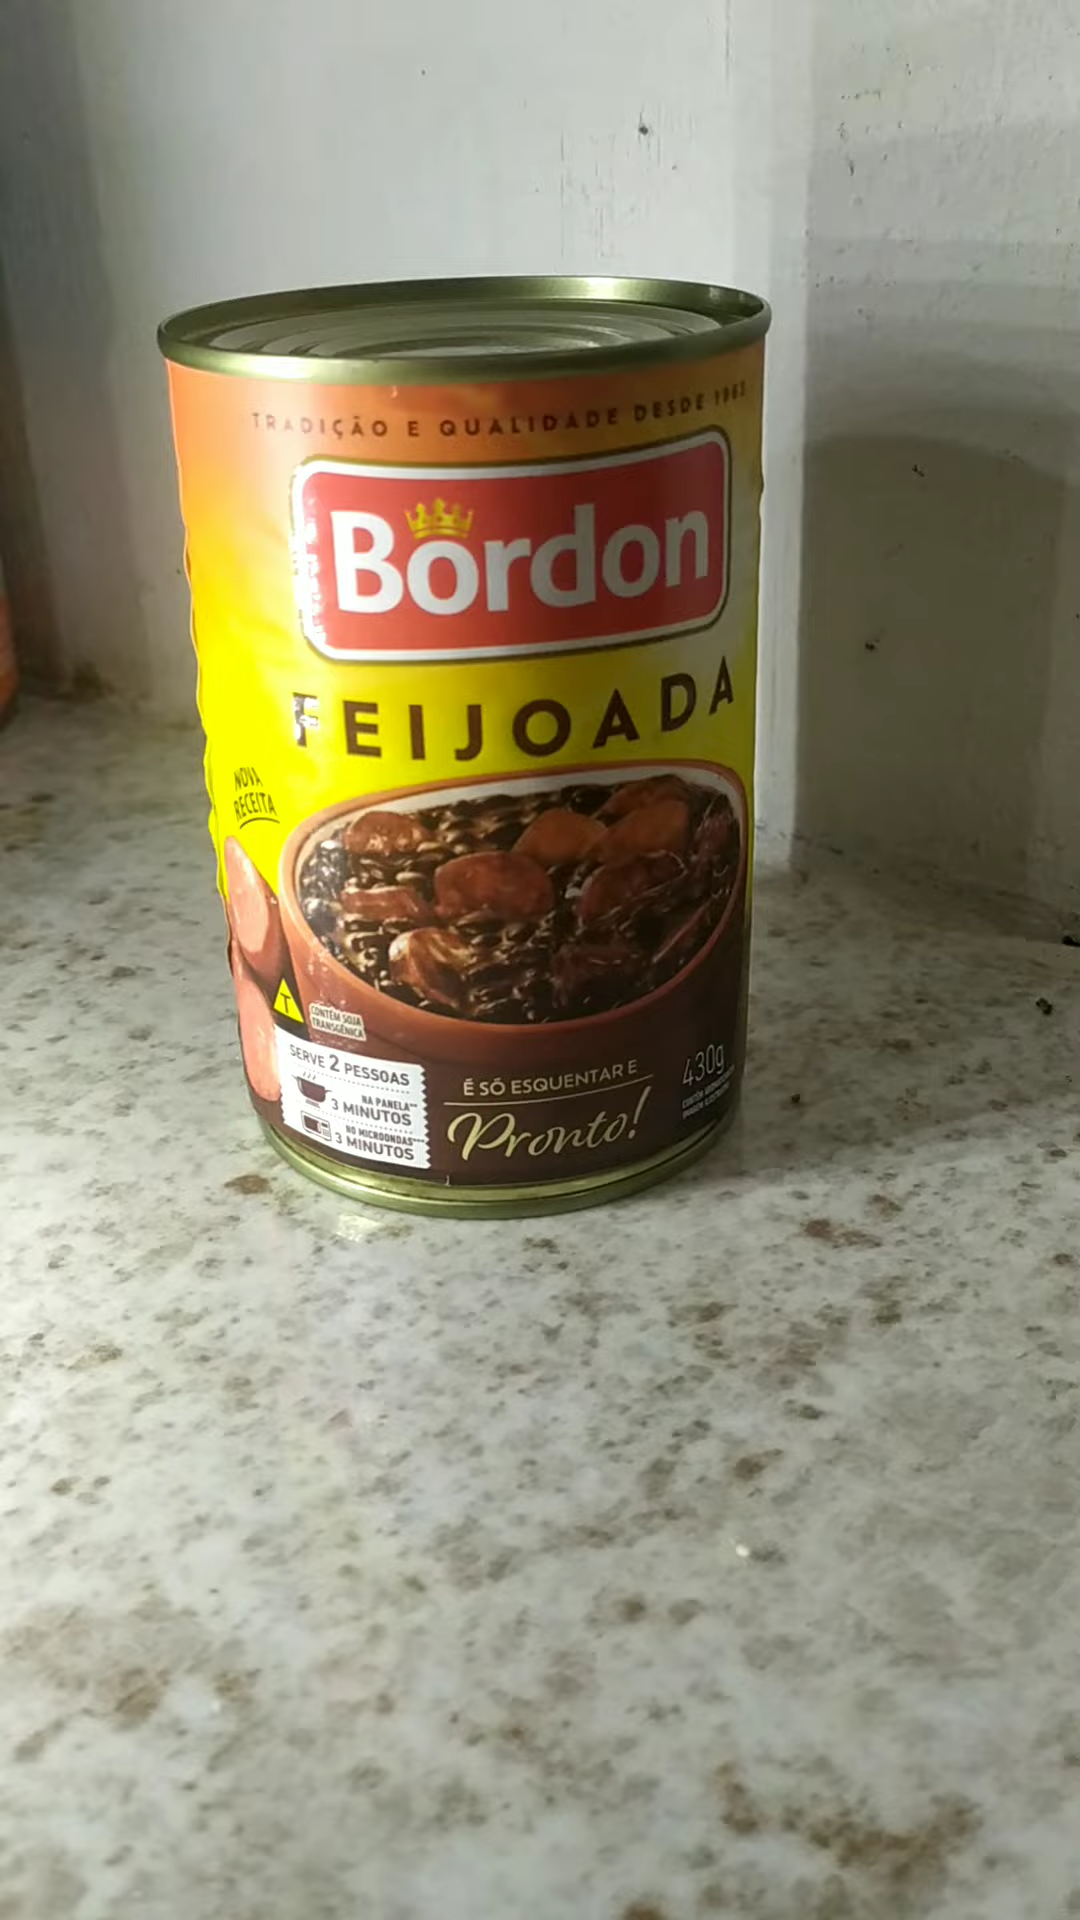 TRADIÇÃO E QUALIDADE DESDE 1962
Bordon
FEIJOADA
NOVA
RECEITA
T
CONTÉM SOJA
TRANSGÊNICA
SERVE 2 PESSOAS
NA PANELA**
3 MINUTOS
NO MICROONDAS***
3 MINUTOS
É SÓ ESQUENTAR E
Pronto!
430g